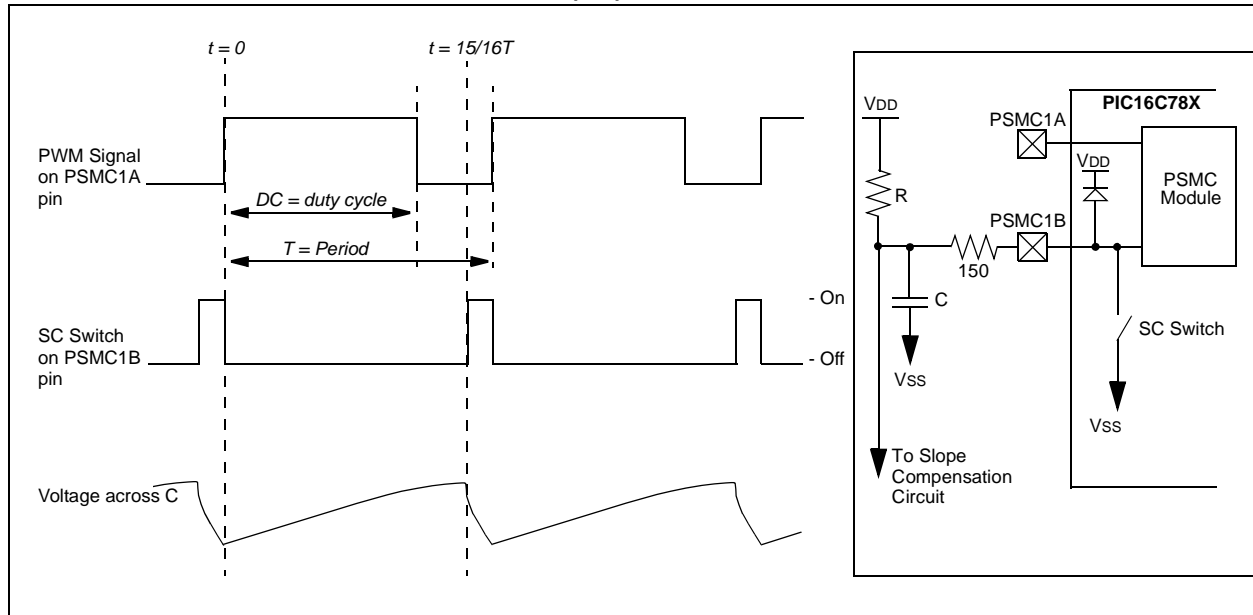 t = 0
t = 15/16T
PWM Signal
on PSMC1A
pin
DC = duty cycle
T = Period
SC Switch
on PSMC1B
pin
- On
- Off
Voltage across C
VDD
R
C
VSS
150
To Slope
Compensation
Circuit
PSMC1A
PSMC1B
PIC16C78X
VDD
PSMC
Module
SC Switch
VSS